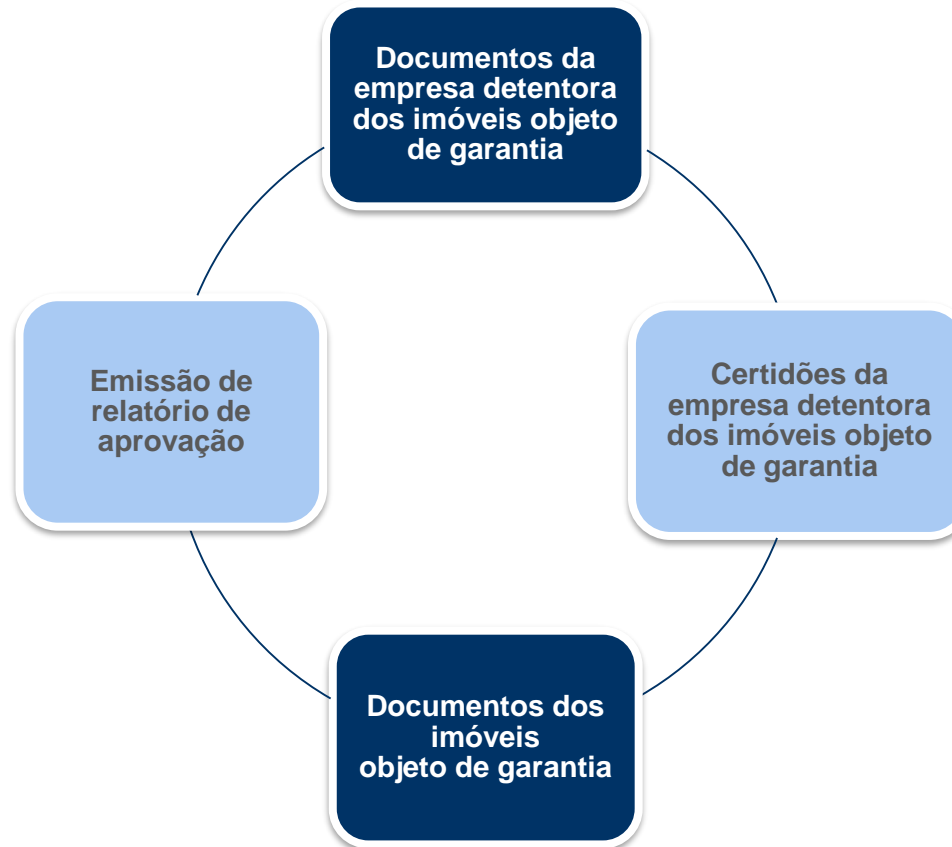 Documentos da
empresa detentora
dos imóveis objeto
de garantia
Certidões da
empresa detentora
dos imóveis objeto
de garantia
Documentos dos
imóveis
objeto de garantia
Emissão de
relatório de
aprovação